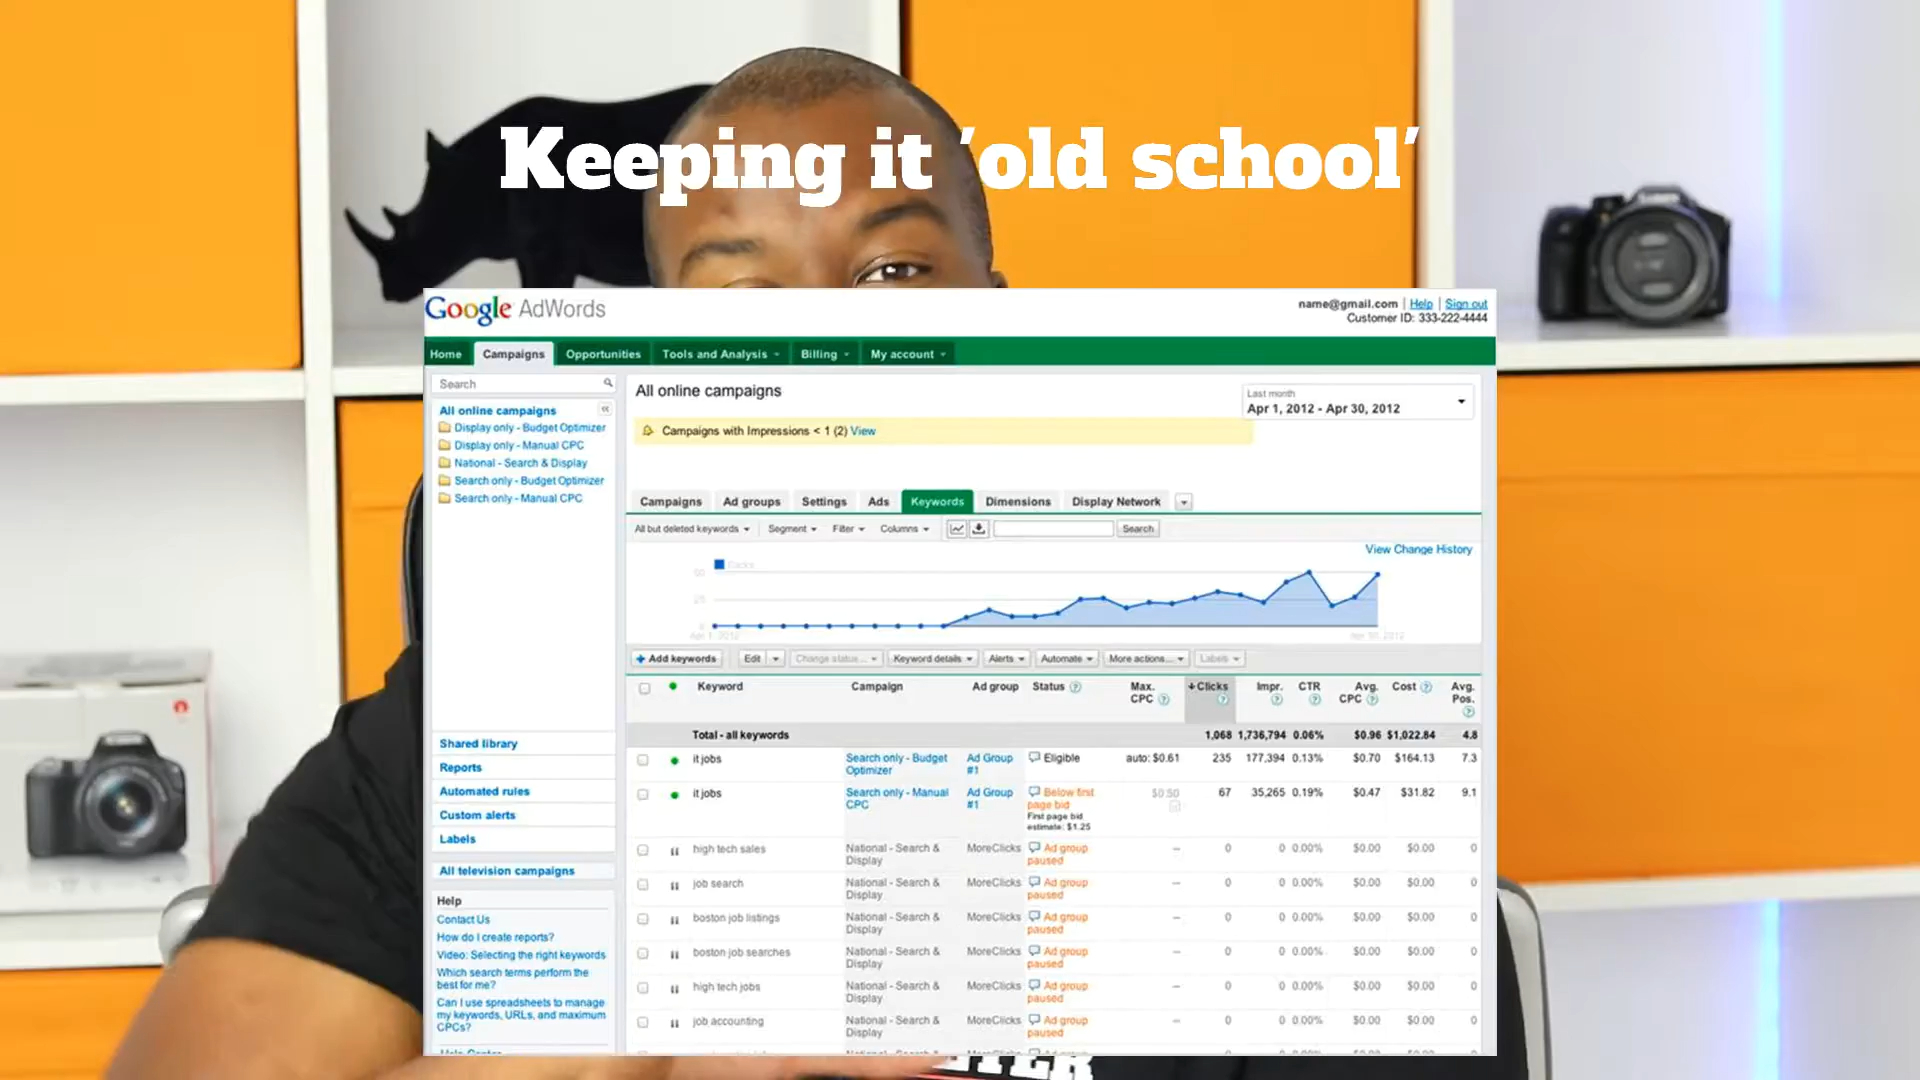 Keeping it 'old school'
Google AdWords
name@gmail.com | Help | Sign out
Customer ID: 333-222-4444
Home Campaigns Opportunities Tools and Analysis Billing My account
Search
All online campaigns
Display only - Budget Optimizer
Display only - Manual CPC
National - Search & Display
Search only - Budget Optimizer
Search only - Manual CPC
Shared library
Reports
Automated rules
Custom alerts
Labels
All television campaigns
Help
Contact Us
How do I create reports?
Video: Selecting the right keywords
Which search terms perform the
best for me?
Can I use spreadsheets to manage
my keywords, URLs, and maximum
CPCs?
Help Center
All online campaigns
Last month
Apr 1, 2012 - Apr 30, 2012
Campaigns with Impressions < 1 (2) View
Campaigns Ad groups Settings Ads Keywords Dimensions Display Network
All but deleted keywords Segment Filter Columns Search
View Change History
Clicks
50
25
0
Apr 1, 2012 Apr 30, 2012
+ Add keywords Edit Change status... Keyword details Alerts Automate More actions... Labels
Keyword Campaign Ad group Status ? Max. CPC ? Clicks ? Impr. ? CTR ? Avg. CPC ? Cost ? Avg. Pos. ?
Total - all keywords 1,068 1,736,794 0.06% $0.96 $1,022.84 4.8
it jobs Search only - Budget Optimizer Ad Group #1 Eligible auto: $0.61 235 177,394 0.13% $0.70 $164.13 7.3
it jobs Search only - Manual CPC Ad Group #1 Below first page bid First page bid estimate: $1.25 $0.50 67 35,265 0.19% $0.47 $31.82 9.1
high tech sales National - Search & Display MoreClicks Ad group paused -- 0 0 0.00% $0.00 $0.00 0
job search National - Search & Display MoreClicks Ad group paused -- 0 0 0.00% $0.00 $0.00 0
boston job listings National - Search & Display MoreClicks Ad group paused -- 0 0 0.00% $0.00 $0.00 0
boston job searches National - Search & Display MoreClicks Ad group paused -- 0 0 0.00% $0.00 $0.00 0
high tech jobs National - Search & Display MoreClicks Ad group paused -- 0 0 0.00% $0.00 $0.00 0
job accounting National - Search & Display MoreClicks Ad group paused -- 0 0 0.00% $0.00 $0.00 0